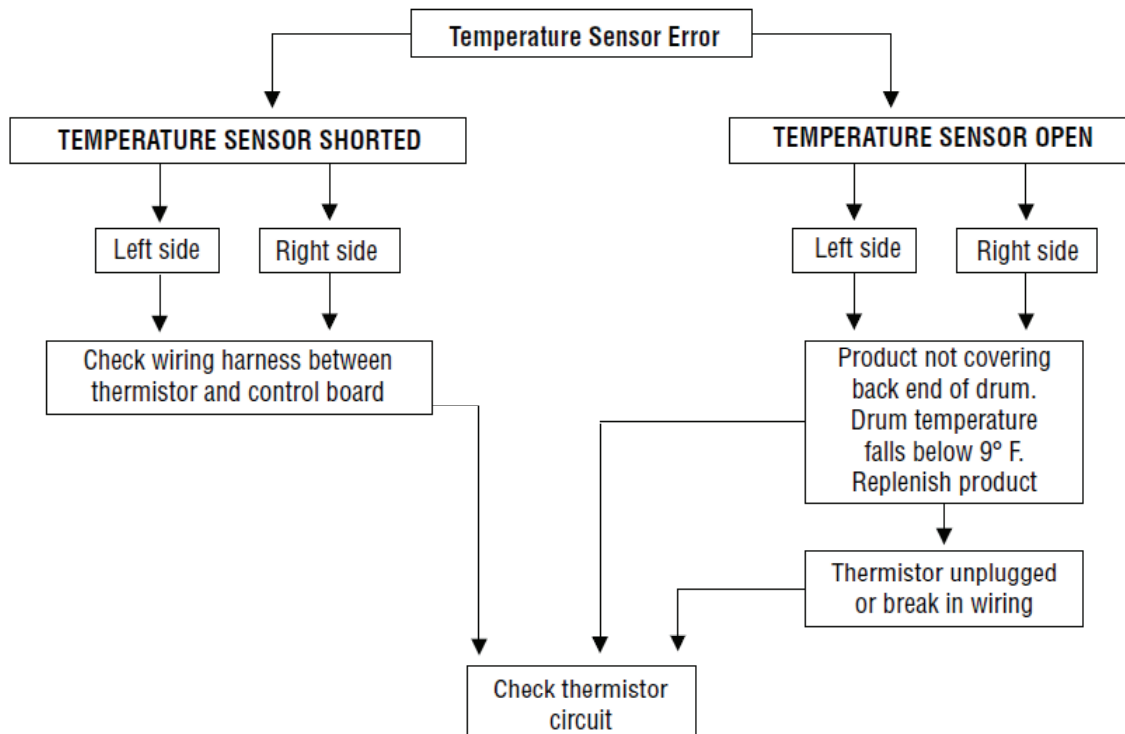 Temperature Sensor Error
TEMPERATURE SENSOR SHORTED
TEMPERATURE SENSOR OPEN
Left side
Right side
Left side
Right side
Check wiring harness between
thermistor and control board
Product not covering
back end of drum.
Drum temperature
falls below 9° F.
Replenish product
Thermistor unplugged
or break in wiring
Check thermistor
circuit